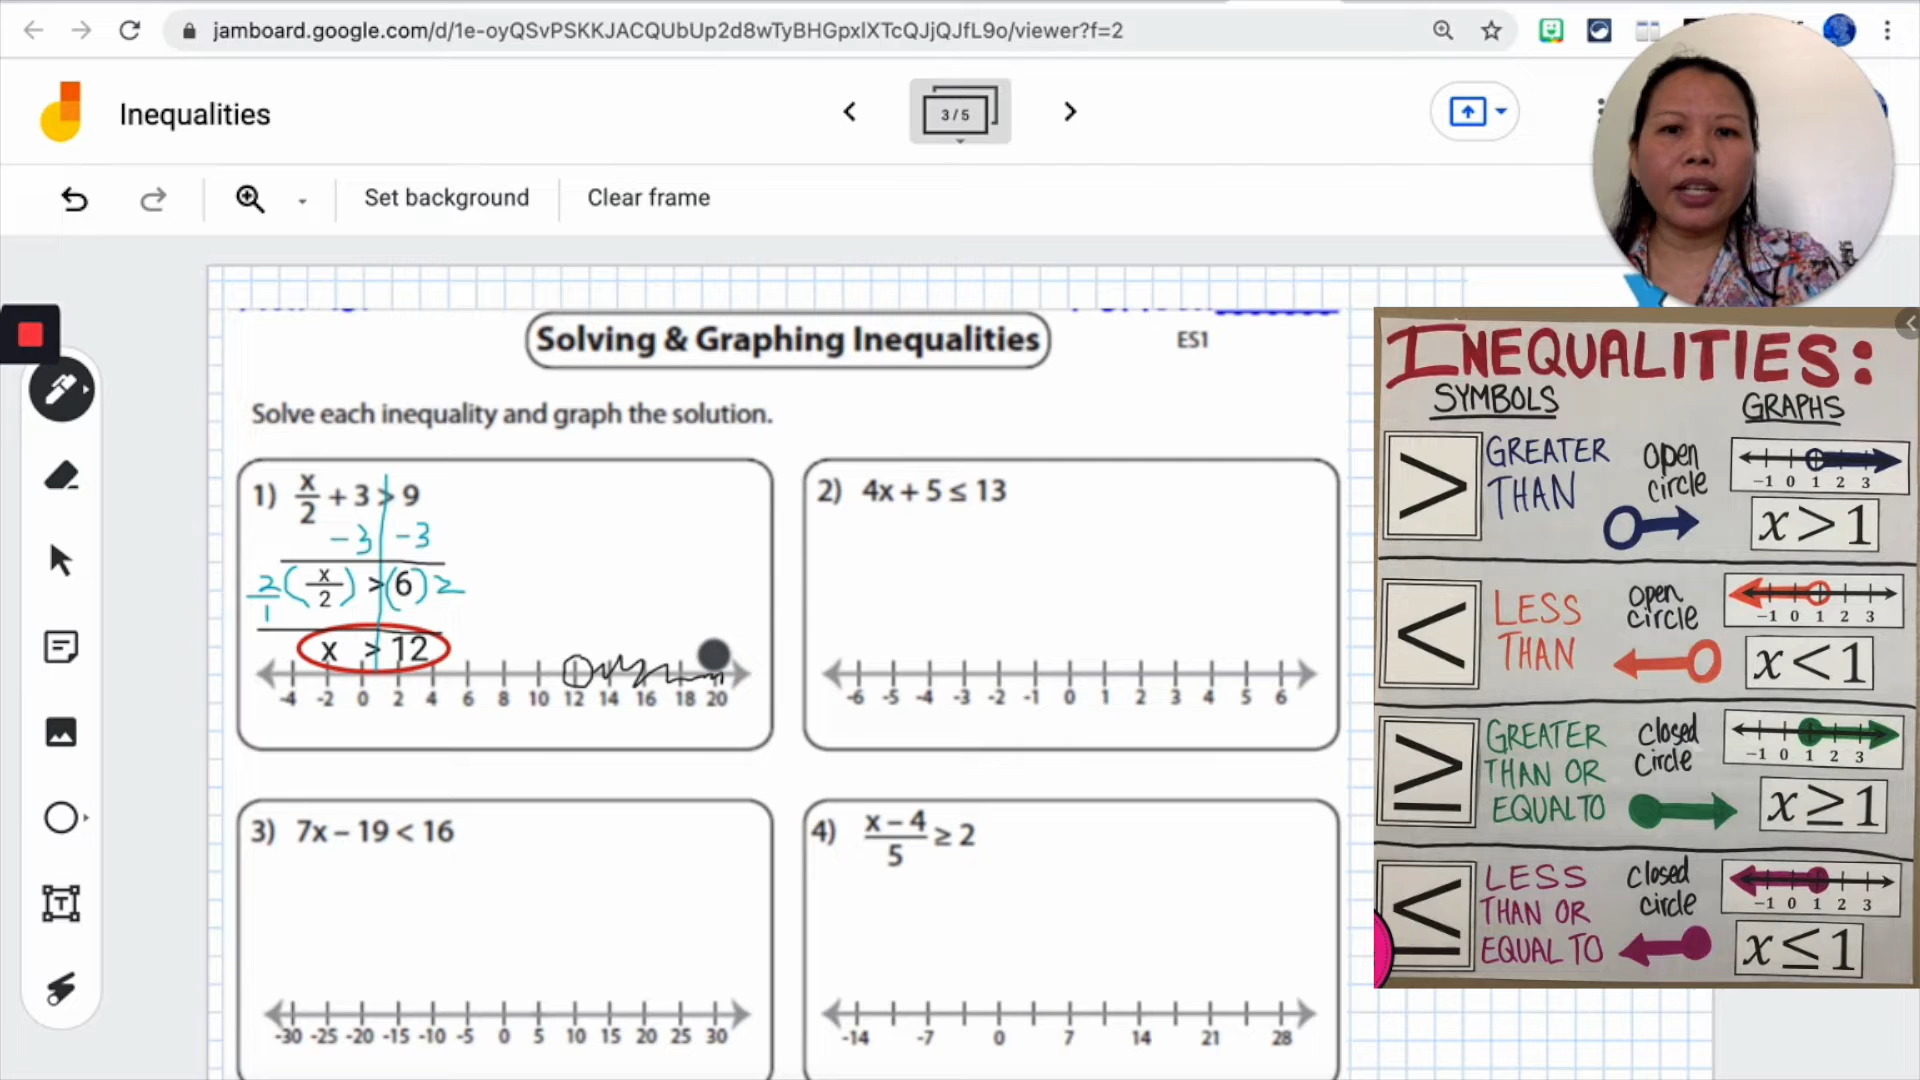 jamboard.google.com/d/1e-oyQSvPSKKJACQUbUp2d8wTyBHGpxlXTcQJjQJfL9o/viewer?f=2
Inequalities
3 / 5
Set background
Clear frame
Solving & Graphing Inequalities
ES1
Solve each inequality and graph the solution.
1) x/2 + 3 > 9
-3 -3
2/1 (x/2) > (6) 2
x > 12
-4 -2 0 2 4 6 8 10 12 14 16 18 20
2) 4x + 5 ≤ 13
-6 -5 -4 -3 -2 -1 0 1 2 3 4 5 6
3) 7x – 19 < 16
-30 -25 -20 -15 -10 -5 0 5 10 15 20 25 30
4) x – 4/5 ≥ 2
-14 -7 0 7 14 21 28
INEQUALITIES:
SYMBOLS
GRAPHS
> GREATER THAN
open circle
-1 0 1 2 3
x > 1
< LESS THAN
open circle
-1 0 1 2 3
x < 1
≥ GREATER THAN OR EQUAL TO
closed circle
-1 0 1 2 3
x ≥ 1
≤ LESS THAN OR EQUAL TO
closed circle
-1 0 1 2 3
x ≤ 1